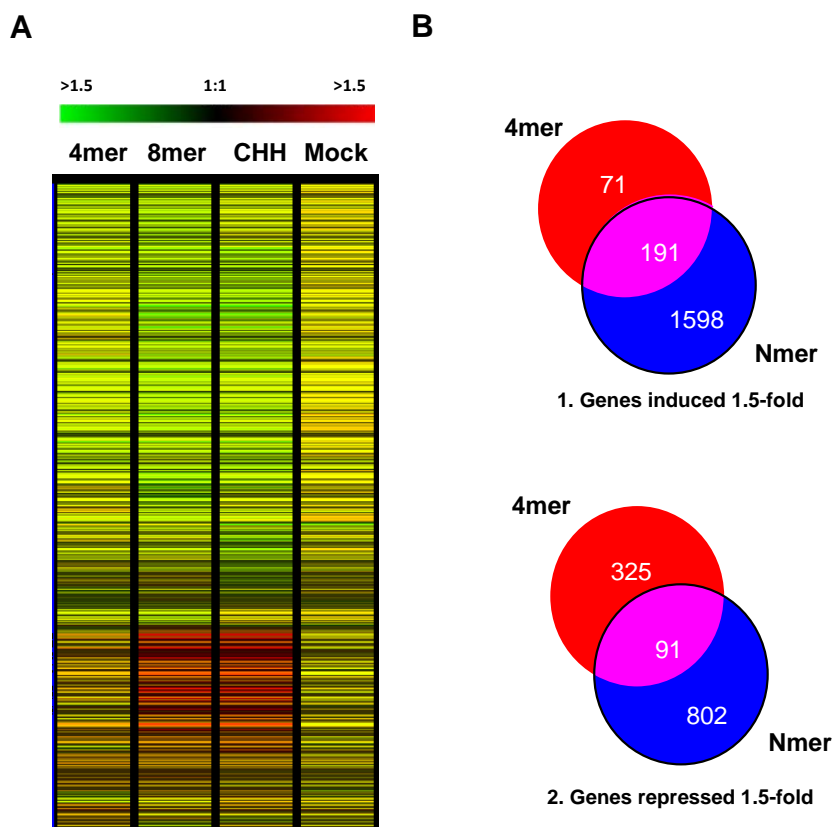 A
>1.5 1:1 >1.5
4mer 8mer CHH Mock
B
4mer
71
191
1598
Nmer
1. Genes induced 1.5-fold
4mer
325
91
802
Nmer
2. Genes repressed 1.5-fold